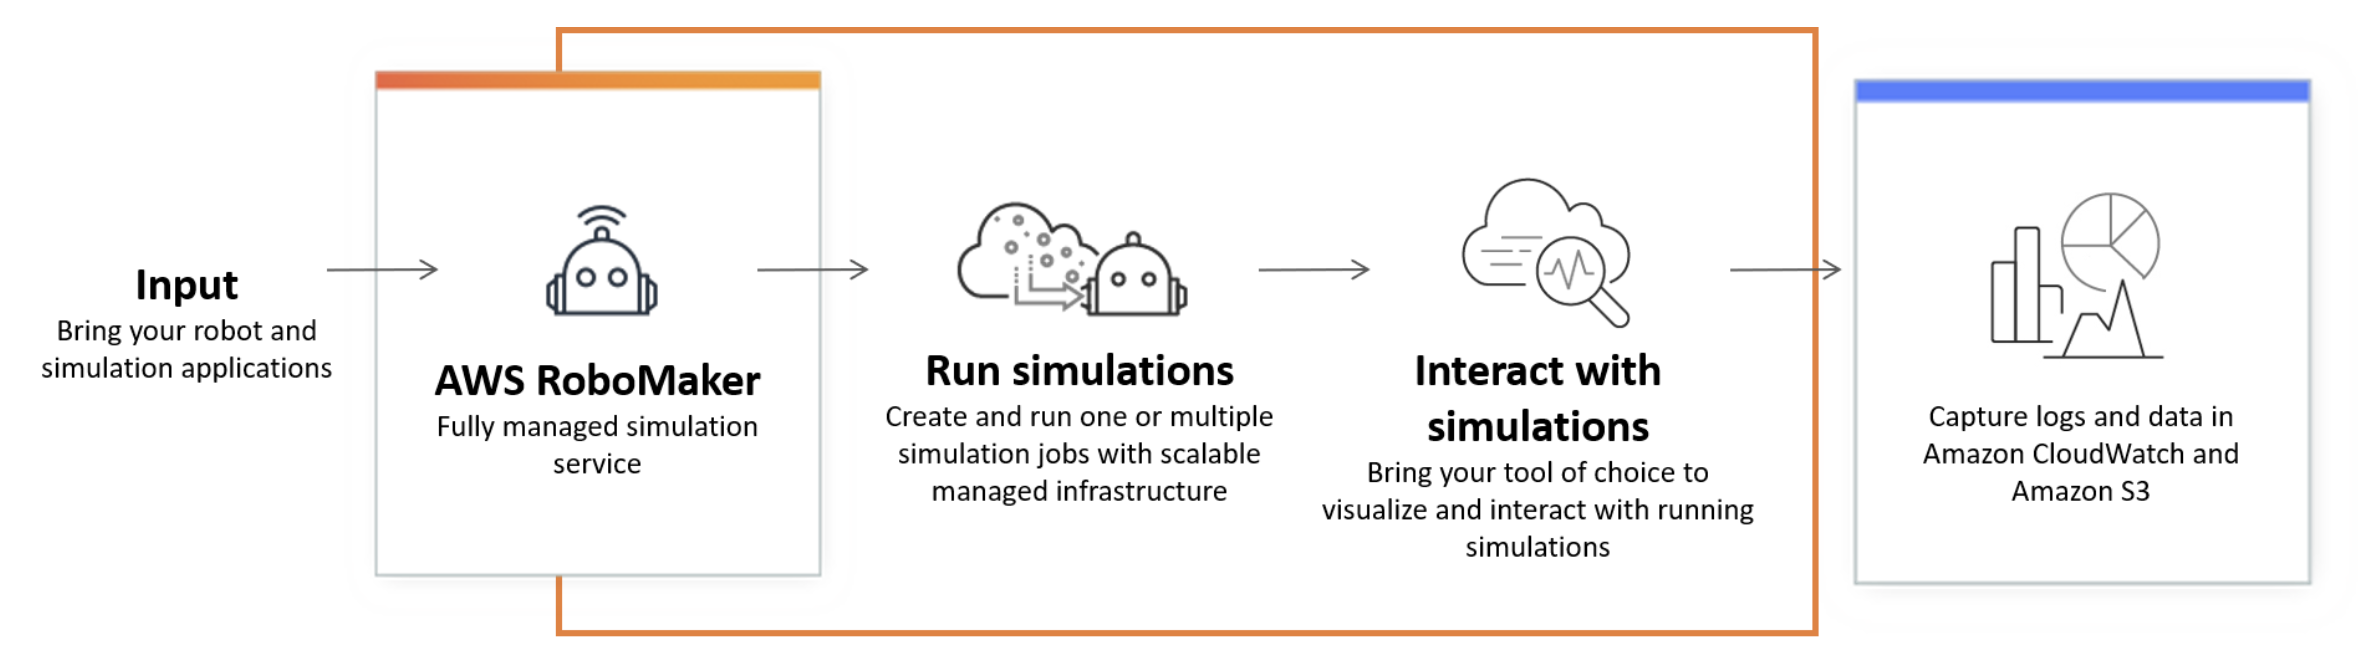 Input
Bring your robot and
simulation applications
AWS RoboMaker
Fully managed simulation
service
Run simulations
Create and run one or multiple
simulation jobs with scalable
managed infrastructure
Interact with
simulations
Bring your tool of choice to
visualize and interact with running
simulations
Capture logs and data in
Amazon CloudWatch and
Amazon S3